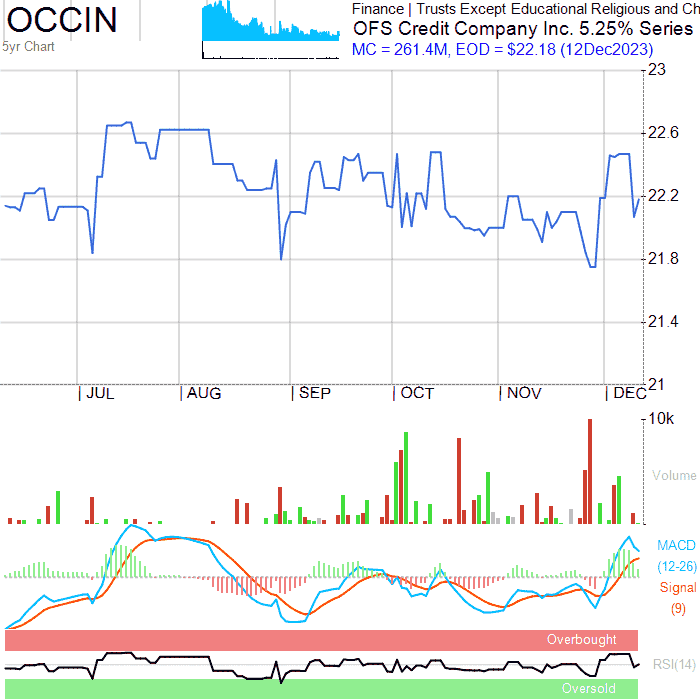 OCCIN
5yr Chart
Finance | Trusts Except Educational Religious and Ch
OFS Credit Company Inc. 5.25% Series
MC = 261.4M, EOD = $22.18 (12Dec2023)
23
22.6
22.2
21.8
21.4
21
| JUL | AUG | SEP | OCT | NOV | DEC
10k
Volume
MACD
(12-26)
Signal
(9)
Overbought
RSI(14)
Oversold